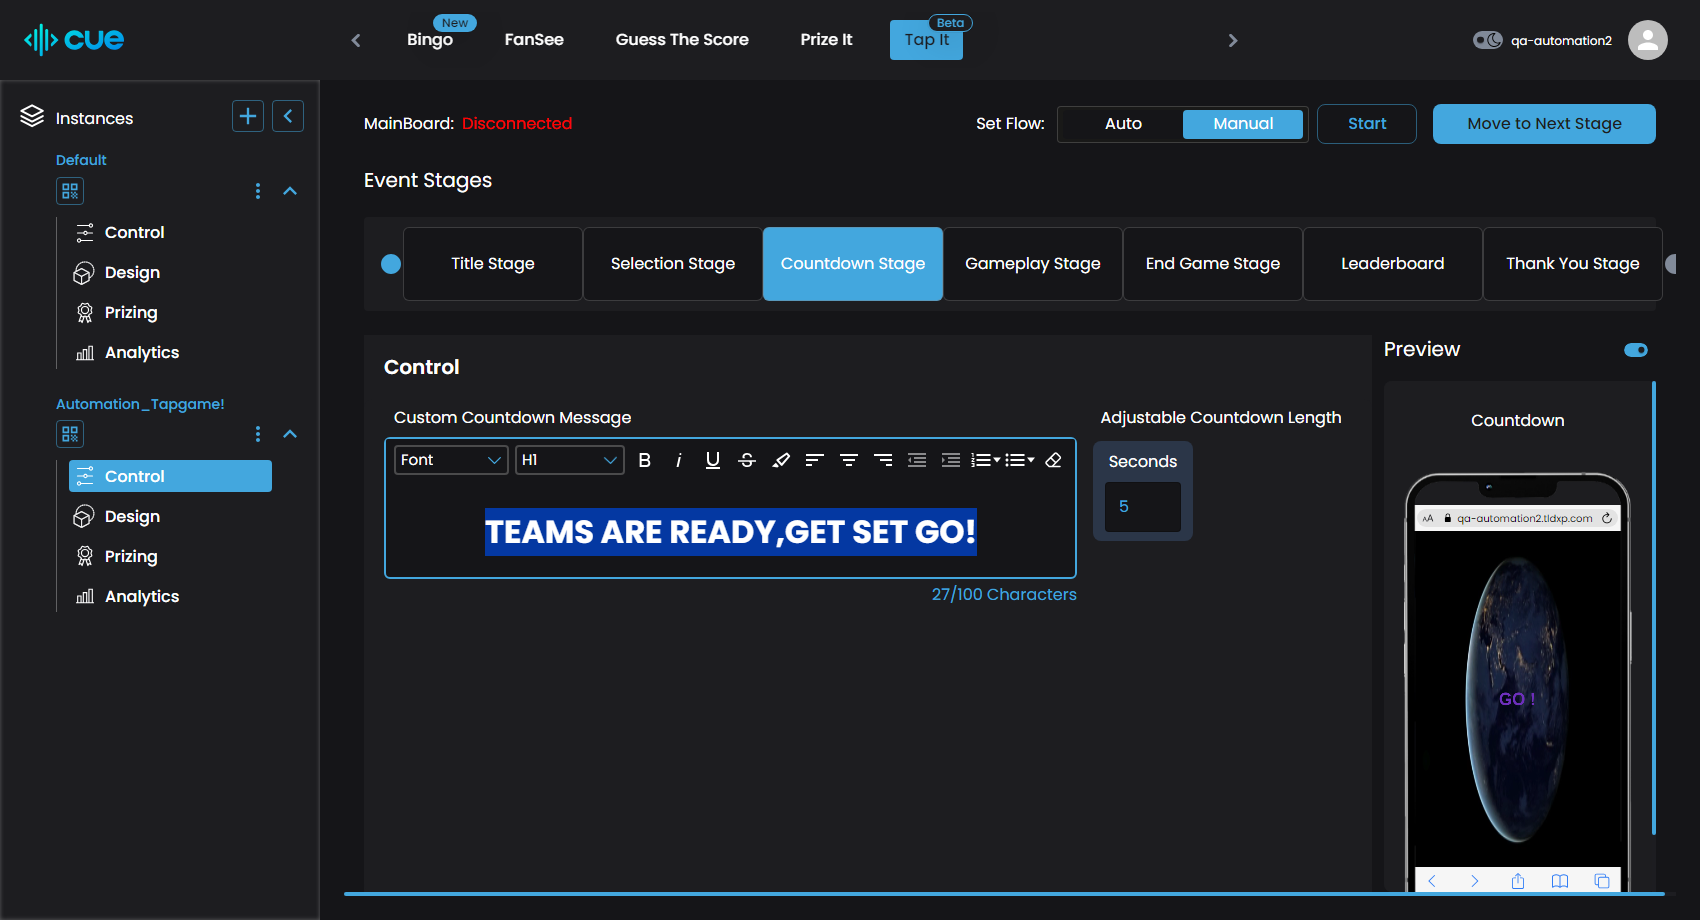 cue
New
Bingo
FanSee
Guess The Score
Prize It
Beta
Tap It
qa-automation2
Instances
Default
Control
Design
Prizing
Analytics
Automation_Tapgame!
Control
Design
Prizing
Analytics
MainBoard: Disconnected
Set Flow:
Auto
Manual
Start
Move to Next Stage
Event Stages
Title Stage
Selection Stage
Countdown Stage
Gameplay Stage
End Game Stage
Leaderboard
Thank You Stage
Control
Custom Countdown Message
Font
H1
B i U S
TEAMS ARE READY,GET SET GO!
27/100 Characters
Adjustable Countdown Length
Seconds
5
Preview
Countdown
AA qa-automation2.tldxp.com
GO !